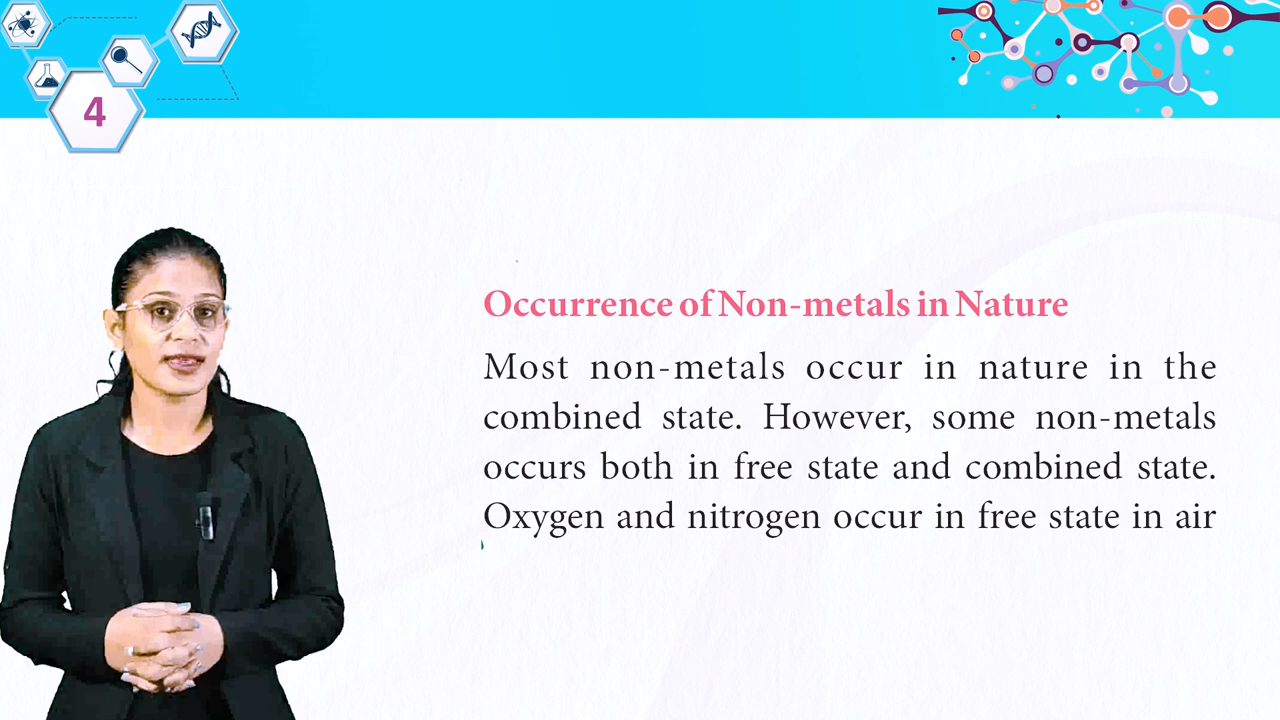 4
Occurrence of Non-metals in Nature
Most non-metals occur in nature in the
combined state. However, some non-metals
occurs both in free state and combined state.
Oxygen and nitrogen occur in free state in air